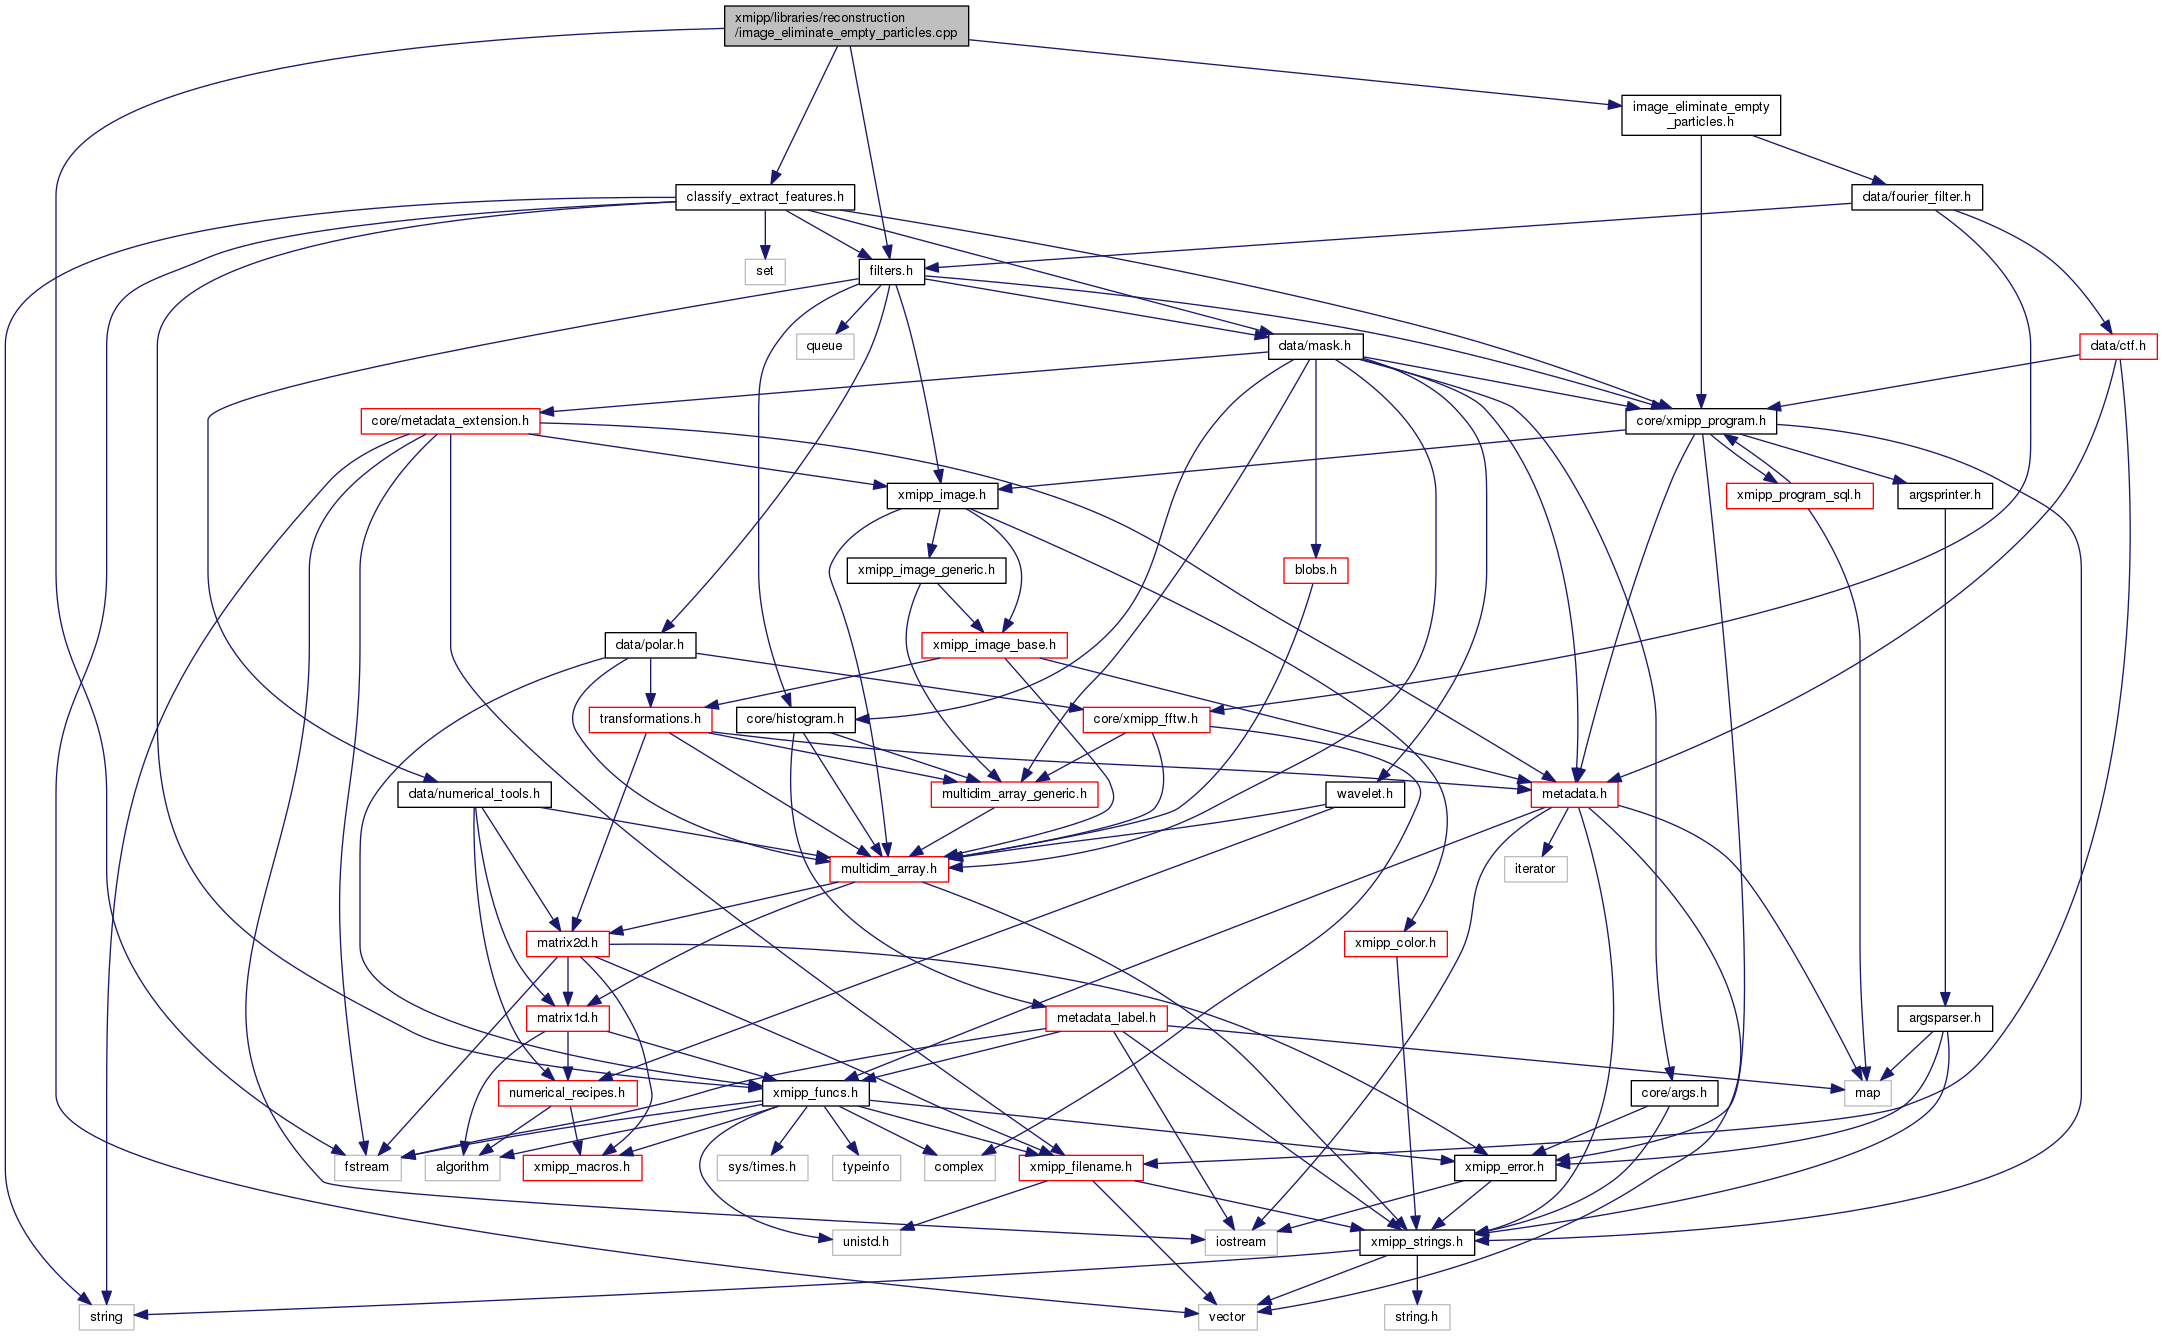 xmipp/libraries/reconstruction
/image_eliminate_empty_particles.cpp
image_eliminate_empty
_particles.h
classify_extract_features.h
data/fourier_filter.h
set
filters.h
queue
data/mask.h
data/ctf.h
core/metadata_extension.h
core/xmipp_program.h
xmipp_image.h
xmipp_program_sql.h
argsprinter.h
xmipp_image_generic.h
blobs.h
data/polar.h
xmipp_image_base.h
transformations.h
core/histogram.h
core/xmipp_fftw.h
data/numerical_tools.h
multidim_array_generic.h
wavelet.h
metadata.h
multidim_array.h
iterator
matrix2d.h
xmipp_color.h
matrix1d.h
metadata_label.h
argsparser.h
numerical_recipes.h
xmipp_funcs.h
core/args.h
map
fstream
algorithm
xmipp_macros.h
sys/times.h
typeinfo
complex
xmipp_filename.h
xmipp_error.h
unistd.h
iostream
xmipp_strings.h
string
vector
string.h